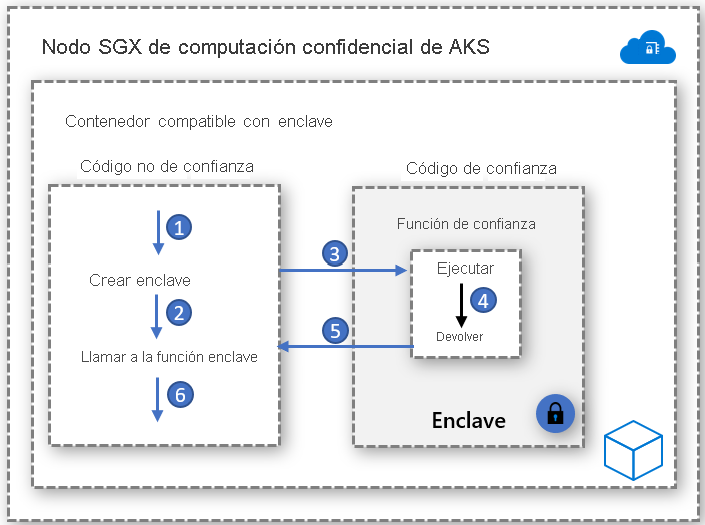 Nodo SGX de computación confidencial de AKS
Contenedor compatible con enclave
Código no de confianza
Código de confianza
1
Crear enclave
2
Llamar a la función enclave
6
3
5
Función de confianza
Ejecutar
4
Devolver
Enclave